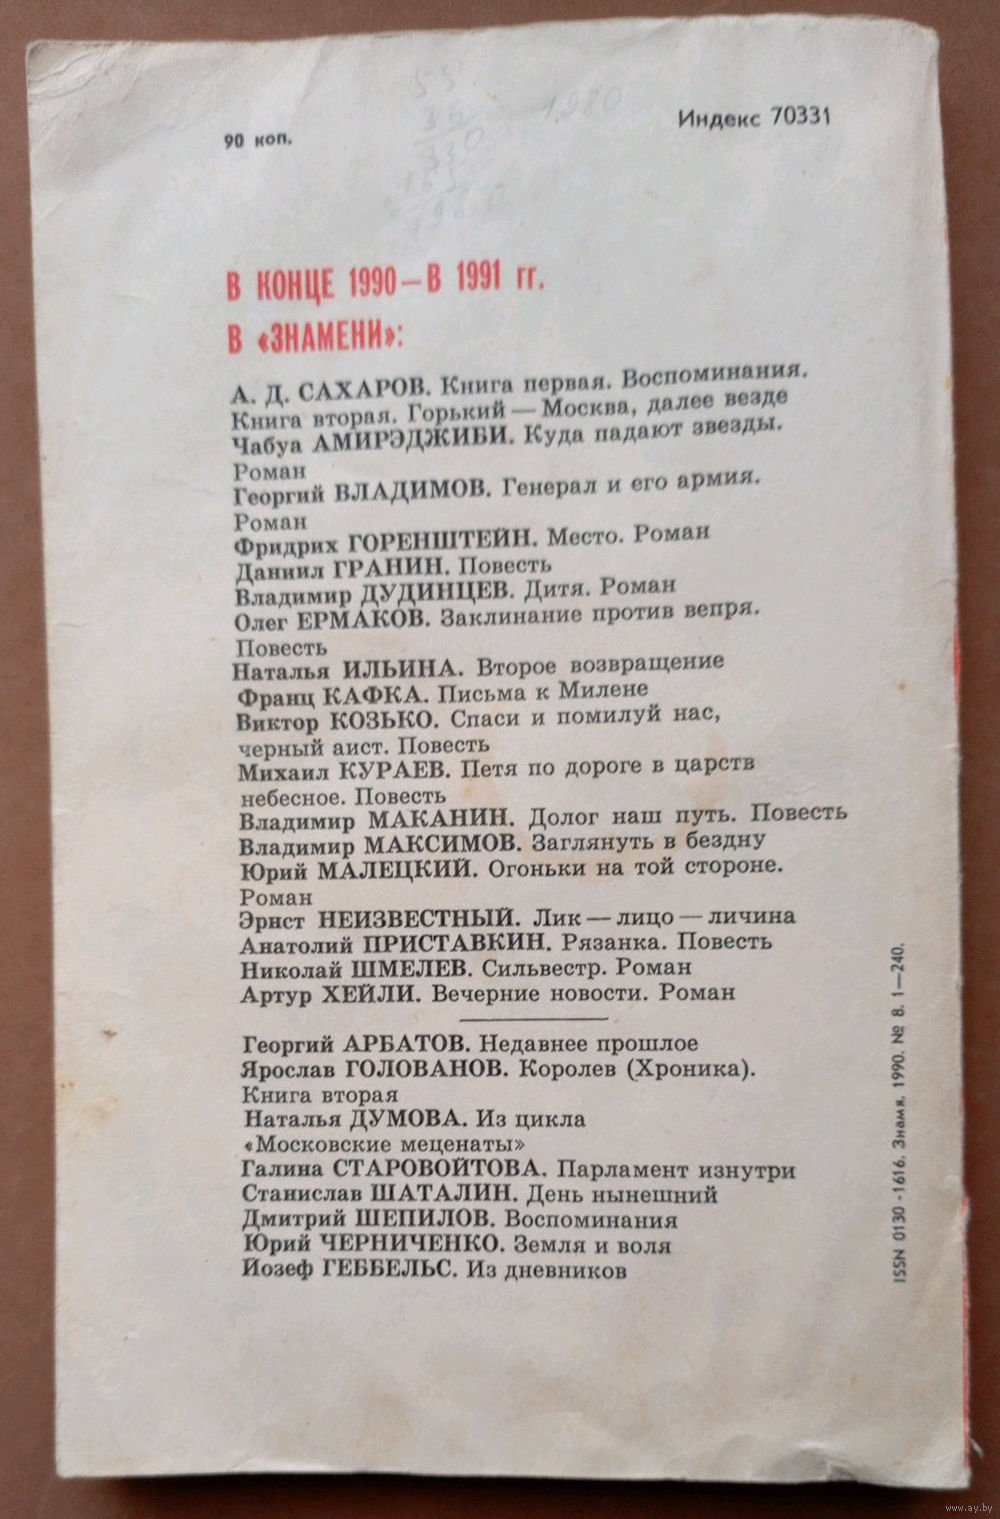 90 коп.
Индекс 70331
В КОНЦЕ 1990 — В 1991 гг.
В «ЗНАМЕНИ»:
А. Д. САХАРОВ. Книга первая. Воспоминания.
Книга вторая. Горький — Москва, далее везде
Чабуа АМИРЭДЖИБИ. Куда падают звезды.
Роман
Георгий ВЛАДИМОВ. Генерал и его армия.
Роман
Фридрих ГОРЕНШТЕЙН. Место. Роман
Даниил ГРАНИН. Повесть
Владимир ДУДИНЦЕВ. Дитя. Роман
Олег ЕРМАКОВ. Заклинание против вепря.
Повесть
Наталья ИЛЬИНА. Второе возвращение
Франц КАФКА. Письма к Милене
Виктор КОЗЬКО. Спаси и помилуй нас,
черный аист. Повесть
Михаил КУРАЕВ. Петя по дороге в царств
небесное. Повесть
Владимир МАКАНИН. Долог наш путь. Повесть
Владимир МАКСИМОВ. Заглянуть в бездну
Юрий МАЛЕЦКИЙ. Огоньки на той стороне.
Роман
Эрнст НЕИЗВЕСТНЫЙ. Лик — лицо — личина
Анатолий ПРИСТАВКИН. Рязанка. Повесть
Николай ШМЕЛЕВ. Сильвестр. Роман
Артур ХЕЙЛИ. Вечерние новости. Роман
Георгий АРБАТОВ. Недавнее прошлое
Ярослав ГОЛОВАНОВ. Королев (Хроника).
Книга вторая
Наталья ДУМОВА. Из цикла
«Московские меценаты»
Галина СТАРОВОЙТОВА. Парламент изнутри
Станислав ШАТАЛИН. День нынешний
Дмитрий ШЕПИЛОВ. Воспоминания
Юрий ЧЕРНИЧЕНКО. Земля и воля
Йозеф ГЕББЕЛЬС. Из дневников
ISSN 0130-1616. Знамя. 1990. № 8. 1—240.
www.ay.by